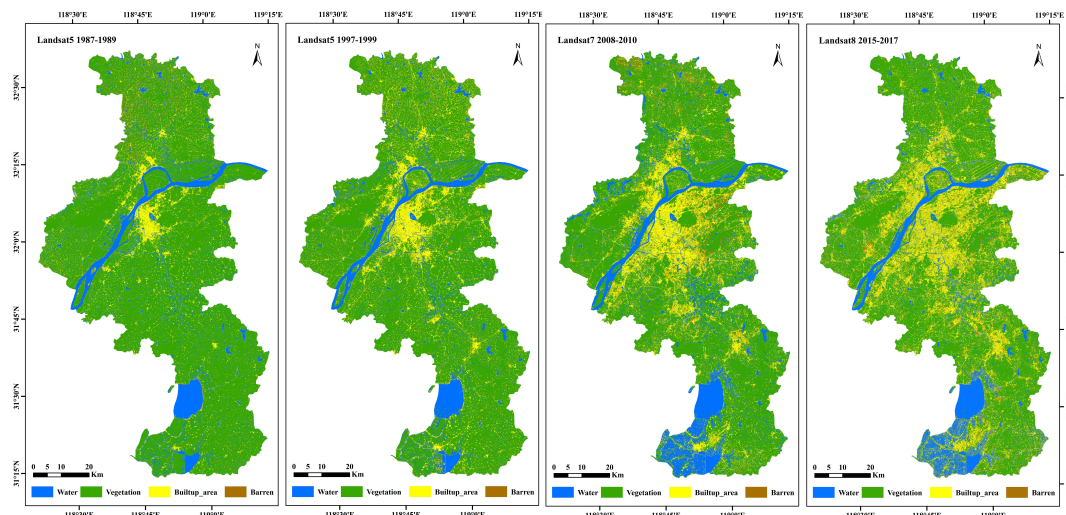 118°30'E 118°45'E 119°0'E 119°15'E 118°30'E 118°45'E 119°0'E 119°15'E
118°30'E 118°45'E 119°0'E 119°15'E 118°30'E 118°45'E 119°0'E 119°15'E
Landsat5 1987-1989
N
Landsat5 1997-1999
N
Landsat7 2008-2010
N
Landsat8 2015-2017
N
32°30'N
32°15'N
32°0'N
31°45'N
31°30'N
31°15'N
0 5 10 20
Km
0 5 10 20
Km
0 5 10 20
Km
0 5 10 20
Km
Water Vegetation Builtup_area Barren
Water Vegetation Builtup_area Barren
Water Vegetation Builtup_area Barren
Water Vegetation Builtup_area Barren